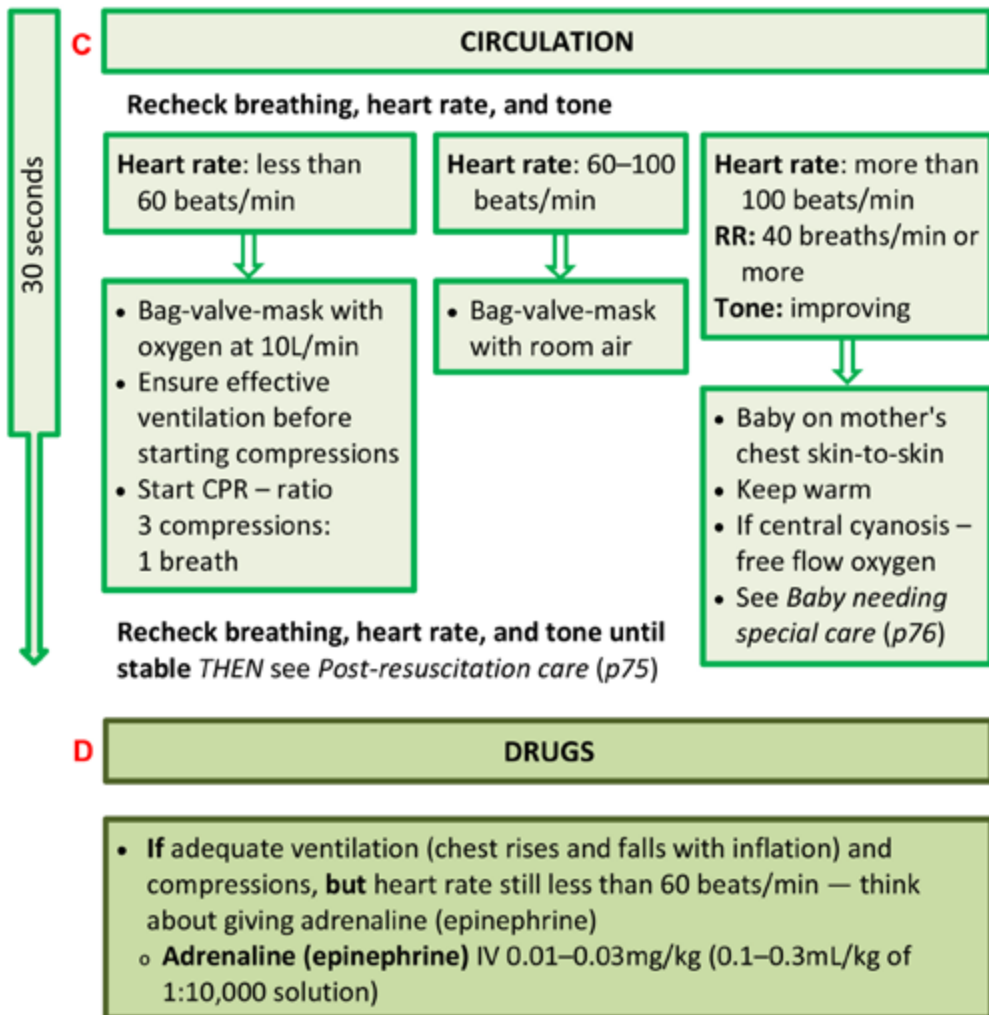 C
CIRCULATION
Recheck breathing, heart rate, and tone
30 seconds
Heart rate: less than
60 beats/min
Heart rate: 60–100
beats/min
Heart rate: more than
100 beats/min
RR: 40 breaths/min or
more
Tone: improving
• Bag-valve-mask with
oxygen at 10L/min
• Ensure effective
ventilation before
starting compressions
• Start CPR – ratio
3 compressions:
1 breath
• Bag-valve-mask
with room air
• Baby on mother's
chest skin-to-skin
• Keep warm
• If central cyanosis –
free flow oxygen
• See Baby needing
special care (p76)
Recheck breathing, heart rate, and tone until
stable THEN see Post-resuscitation care (p75)
D
DRUGS
• If adequate ventilation (chest rises and falls with inflation) and
compressions, but heart rate still less than 60 beats/min — think
about giving adrenaline (epinephrine)
o Adrenaline (epinephrine) IV 0.01–0.03mg/kg (0.1–0.3mL/kg of
1:10,000 solution)